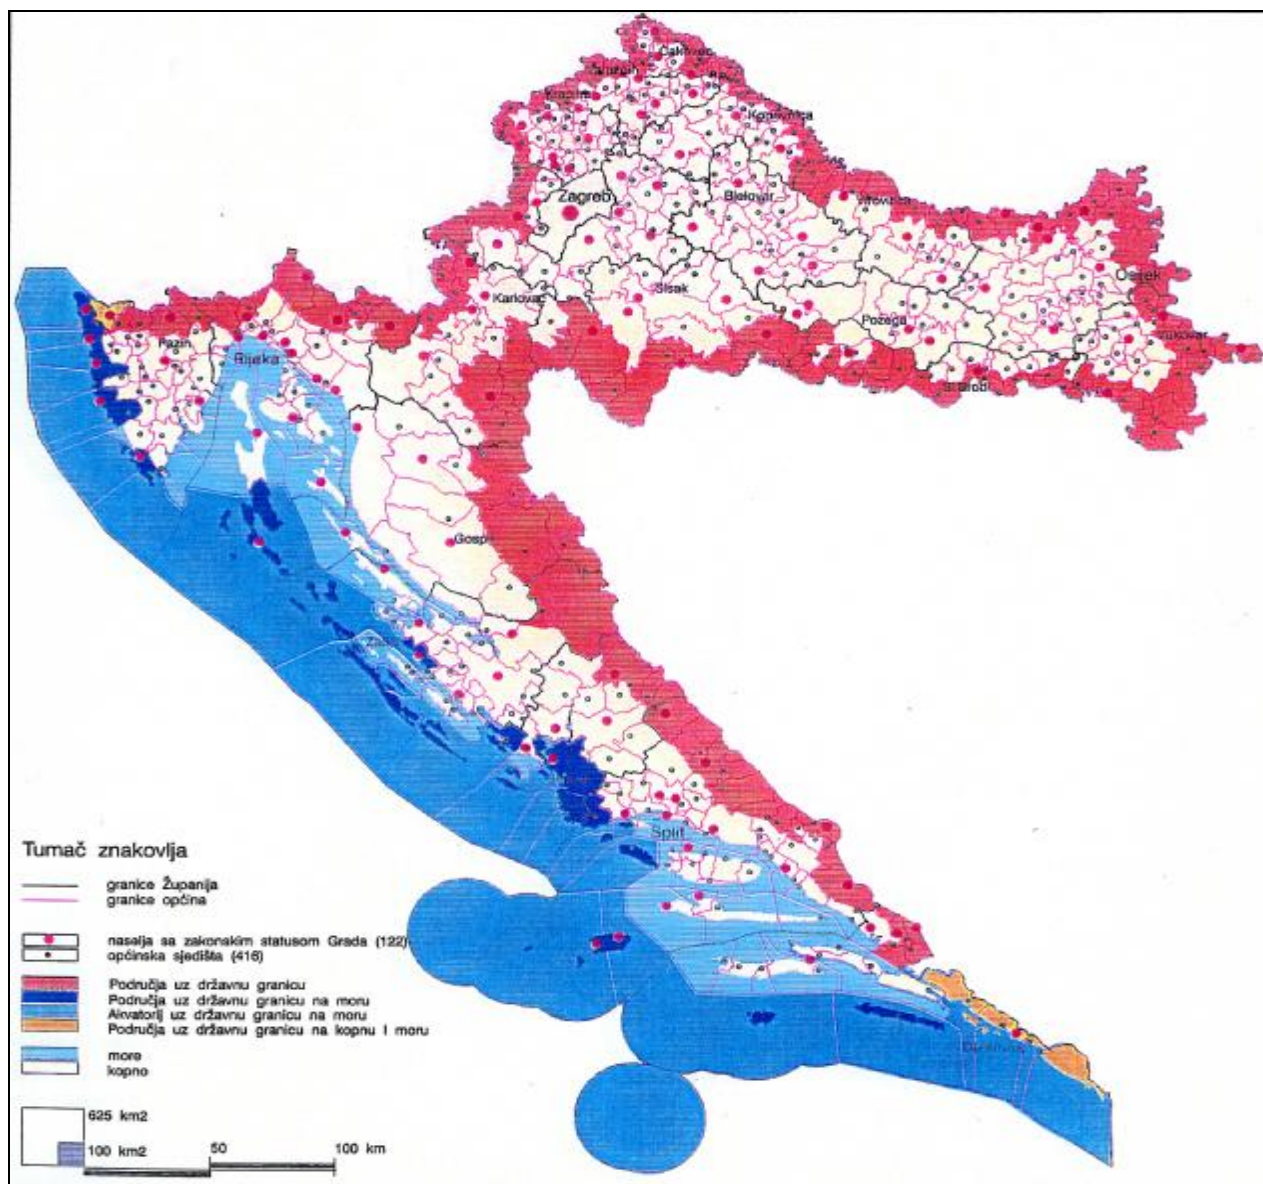 Čakovec
Koprivnica
Zagreb
Bjelovar
Virovitica
Osijek
Karlovac
Sisak
Požega
Vukovar
Pazin
Rijeka
Gospić
Split
Tumač znakovlja
granice Županija
granice općina
naselja sa zakonskim statusom Grada (122)
općinska sjedišta (416)
Područja uz državnu granicu
Područja uz državnu granicu na moru
Akvatorij uz državnu granicu na moru
Područja uz državnu granicu na kopnu I moru
more
kopno
625 km2
100 km2
50
100 km